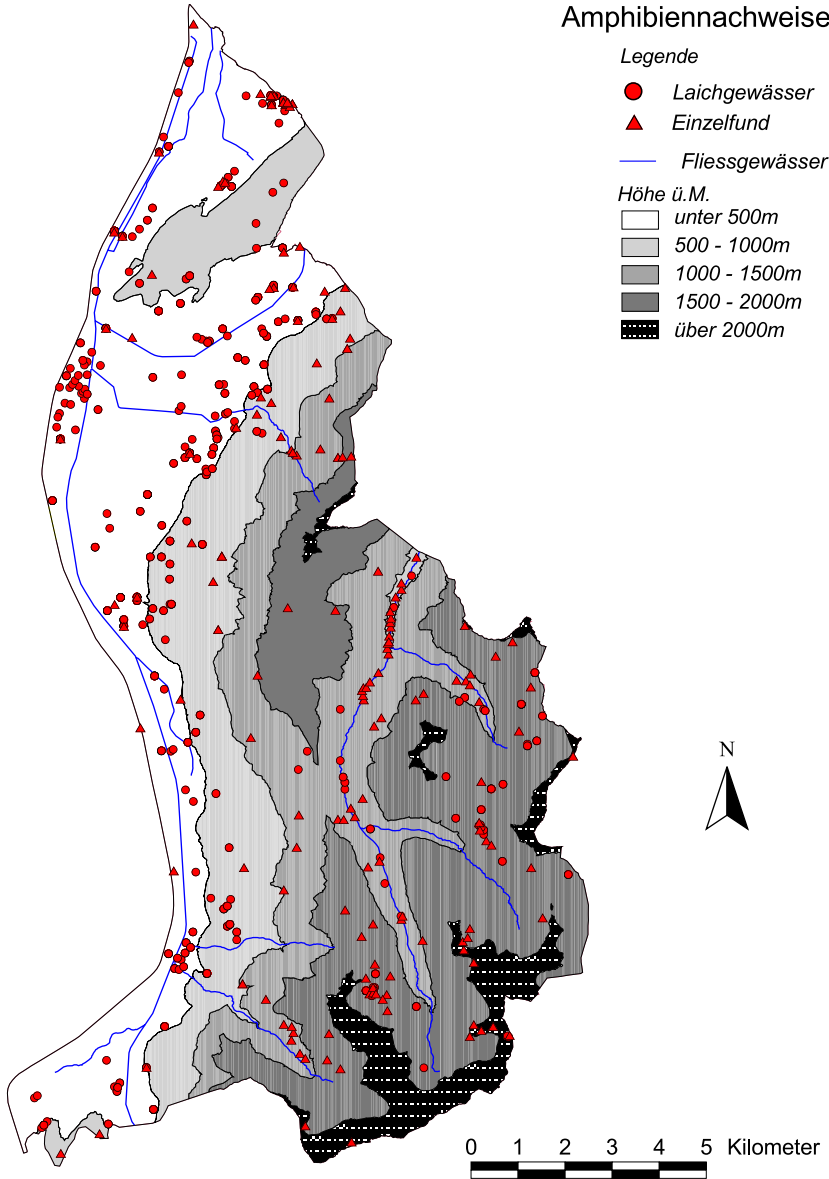 Amphibiennachweise
Legende
Laichgewässer
Einzelfund
Fliessgewässer
Höhe ü.M.
unter 500m
500 - 1000m
1000 - 1500m
1500 - 2000m
über 2000m
N
0 1 2 3 4 5 Kilometer